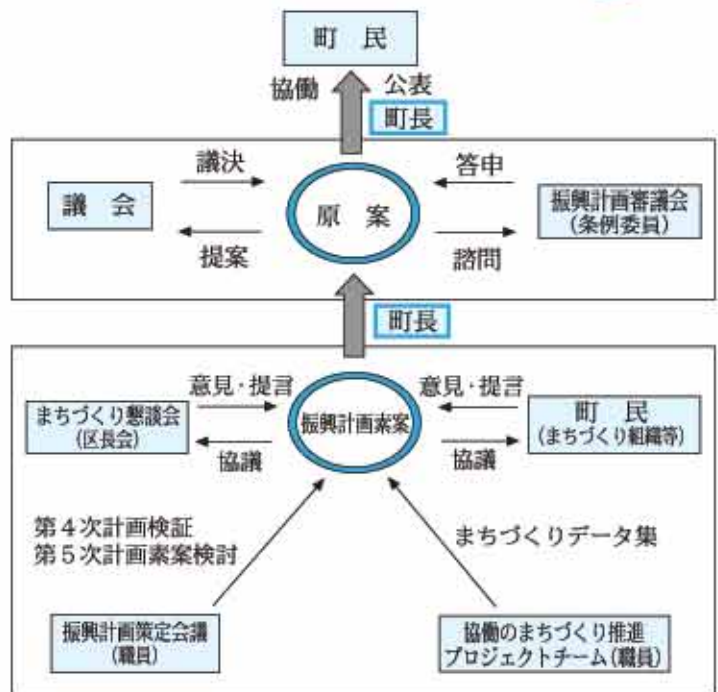 町 民
協働
公表
町長
議決
答申
議 会
原 案
振興計画審議会
(条例委員)
提案
諮問
町長
意見・提言
意見・提言
まちづくり懇談会
(区長会)
振興計画素案
町 民
(まちづくり組織等)
協議
協議
第4次計画検証
第5次計画素案検討
まちづくりデータ集
振興計画策定会議
(職員)
協働のまちづくり推進
プロジェクトチーム(職員)